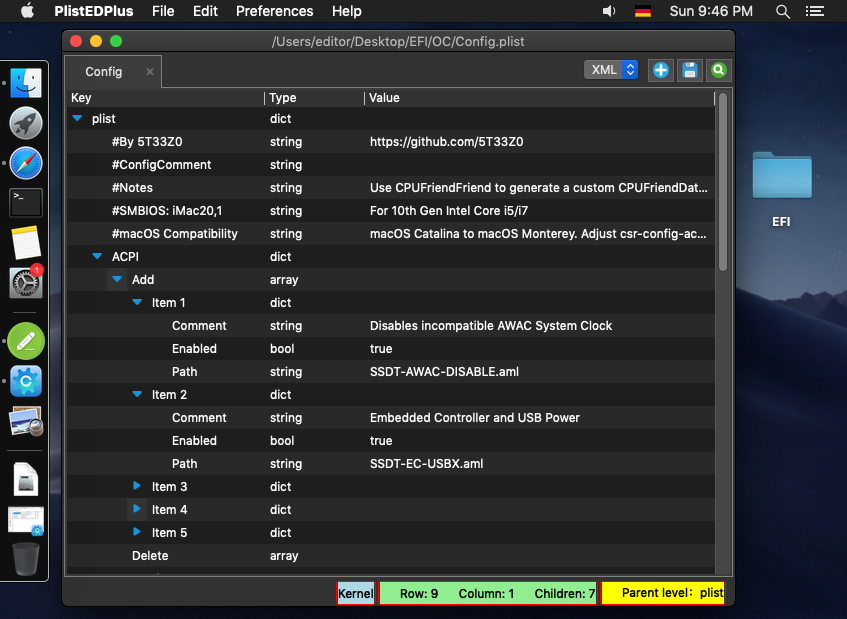 PlistEDPlus File Edit Preferences Help Sun 9:46 PM
/Users/editor/Desktop/EFI/OC/Config.plist
Config × XML
Key Type Value
plist dict
#By 5T33Z0 string https://github.com/5T33Z0
#ConfigComment string
#Notes string Use CPUFriendFriend to generate a custom CPUFriendDat...
#SMBIOS: iMac20,1 string For 10th Gen Intel Core i5/i7
#macOS Compatibility string macOS Catalina to macOS Monterey. Adjust csr-config-ac...
ACPI dict
Add array
Item 1 dict
Comment string Disables incompatible AWAC System Clock
Enabled bool true
Path string SSDT-AWAC-DISABLE.aml
Item 2 dict
Comment string Embedded Controller and USB Power
Enabled bool true
Path string SSDT-EC-USBX.aml
Item 3 dict
Item 4 dict
Item 5 dict
Delete array
Kernel Row: 9 Column: 1 Children: 7 Parent level： plist
EFI
1